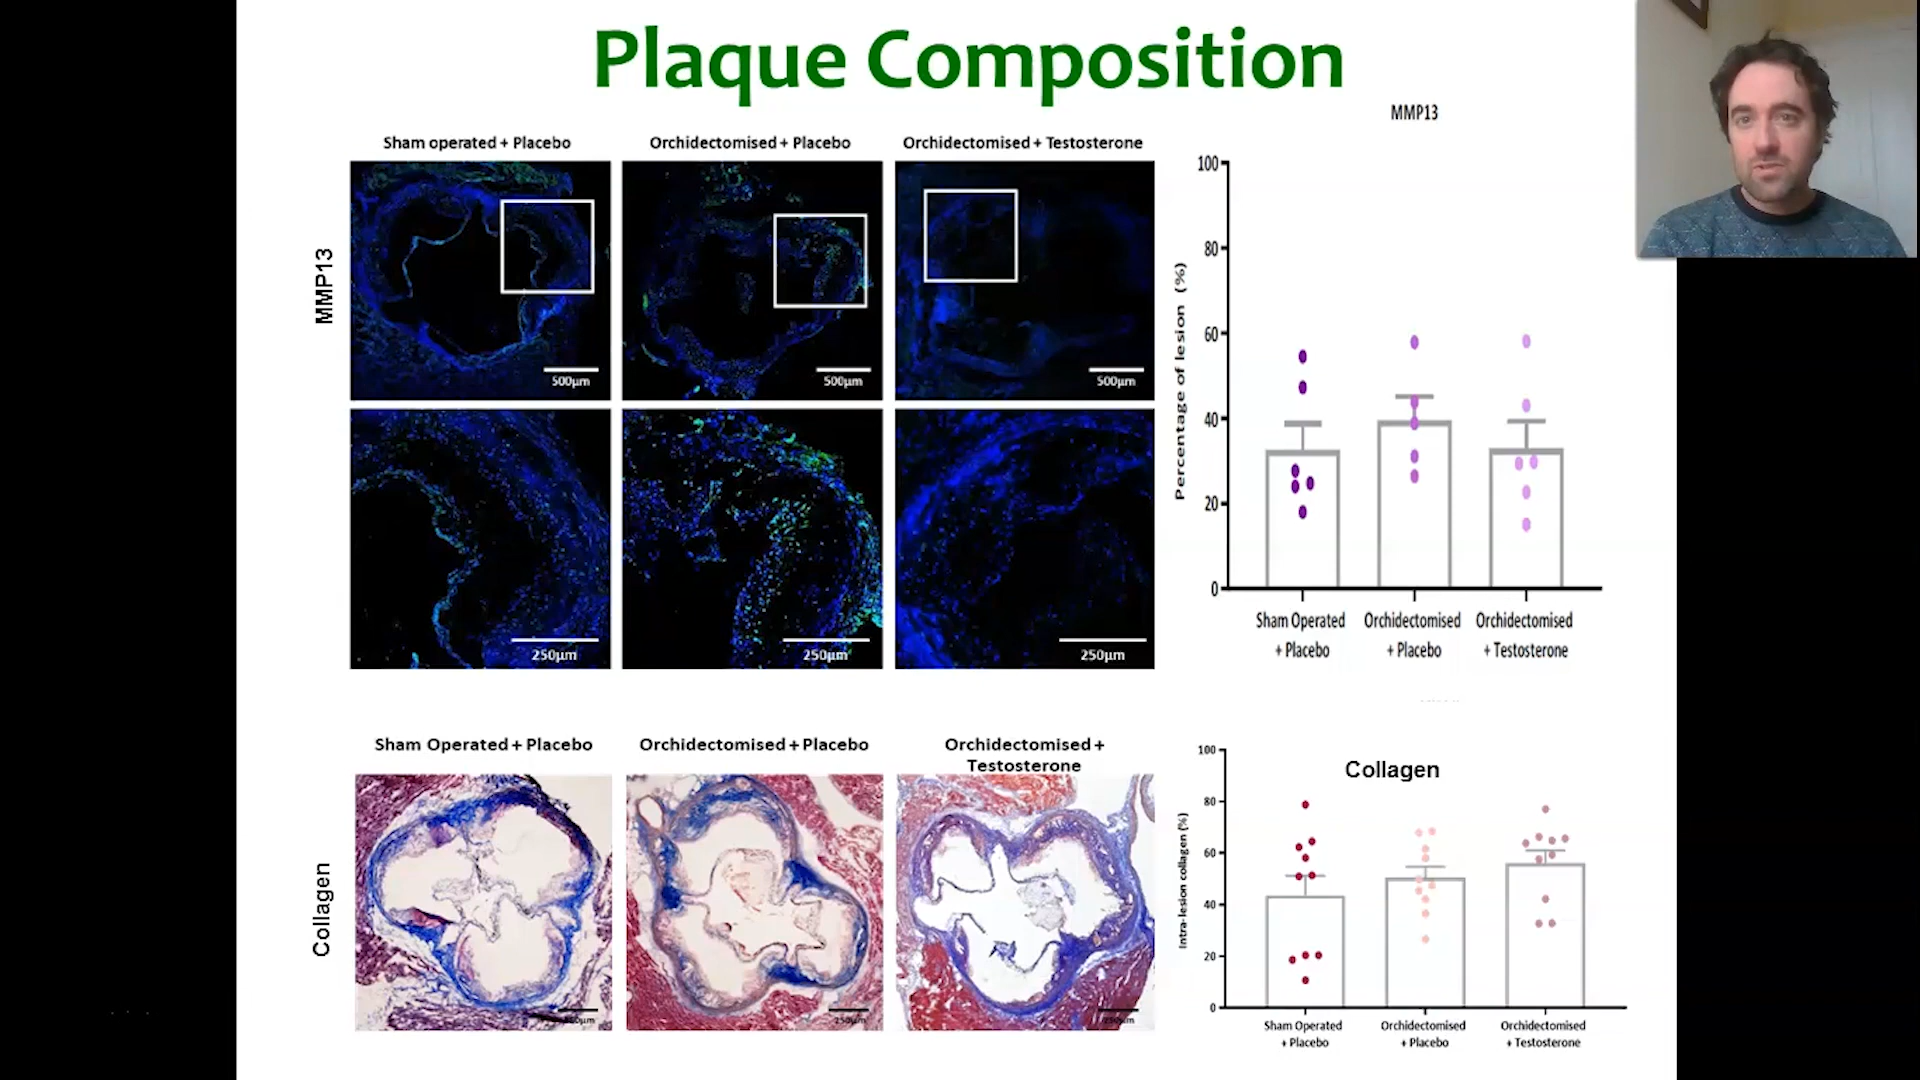 Plaque Composition
MMP13
Sham operated + Placebo
Orchidectomised + Placebo
Orchidectomised + Testosterone
MMP13
500µm
500µm
500µm
250µm
250µm
250µm
Percentage of lesion (%)
100
80
60
40
20
0
Sham Operated
+ Placebo
Orchidectomised
+ Placebo
Orchidectomised
+ Testosterone
Sham Operated + Placebo
Orchidectomised + Placebo
Orchidectomised +
Testosterone
Collagen
250µm
Collagen
Intra-lesion collagen (%)
100
80
60
40
20
0
Sham Operated
+ Placebo
Orchidectomised
+ Placebo
Orchidectomised
+ Testosterone